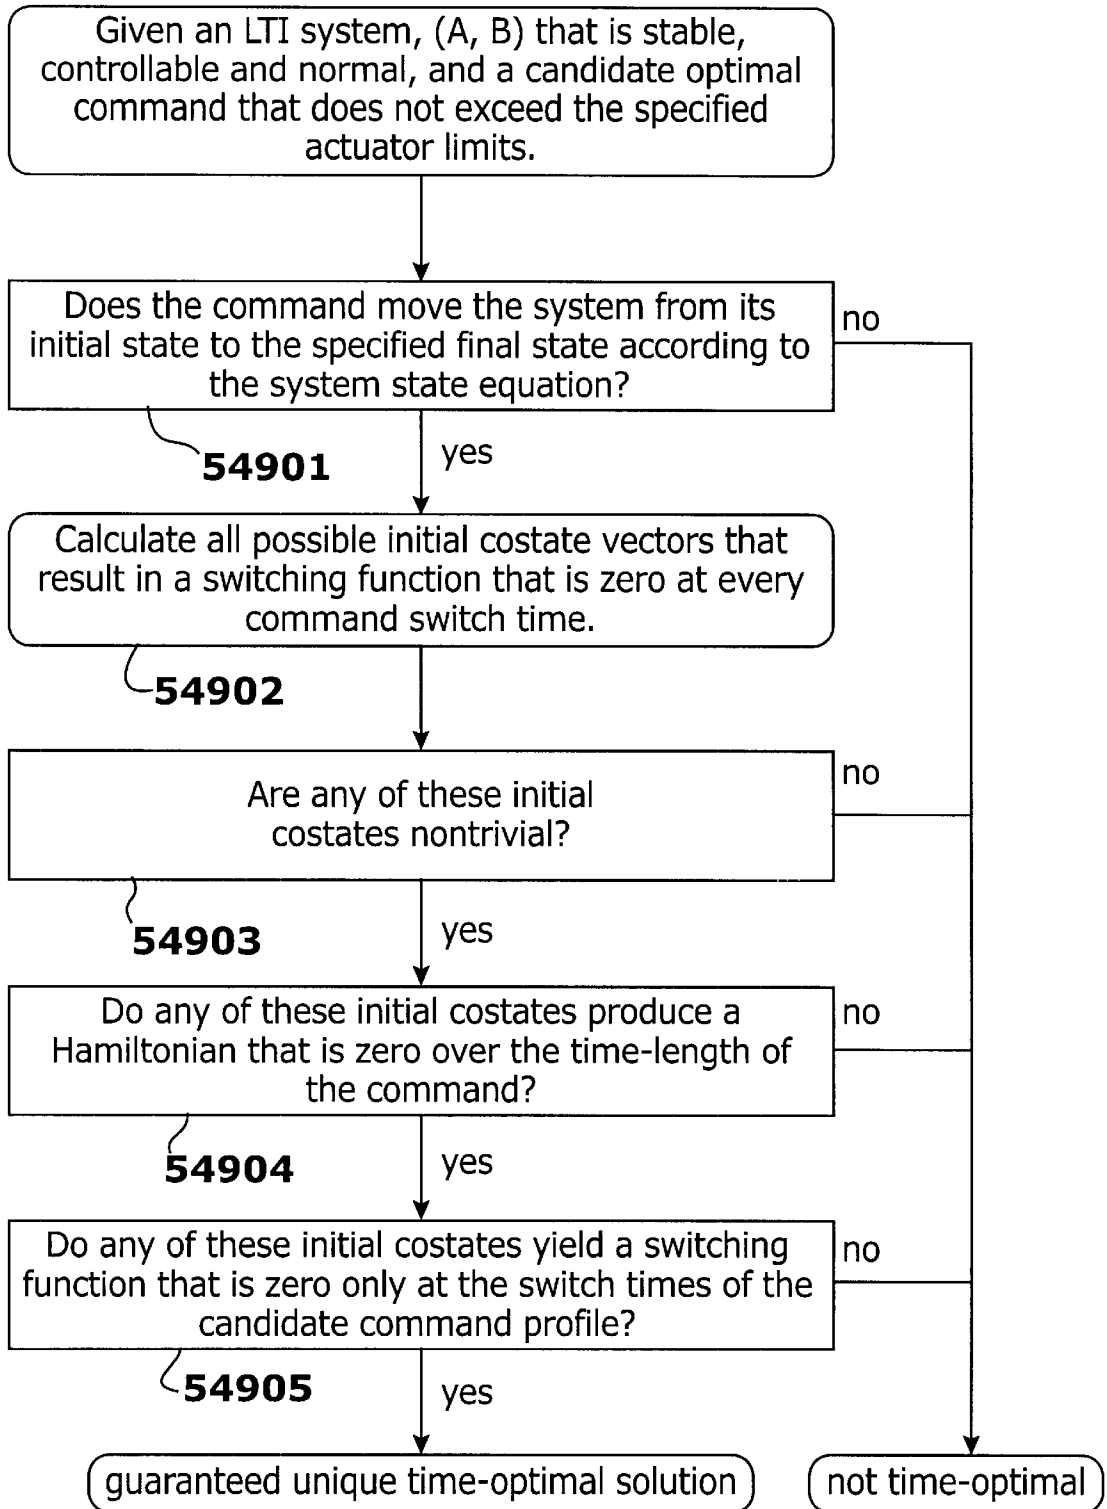 Given an LTI system, (A, B) that is stable,
controllable and normal, and a candidate optimal
command that does not exceed the specified
actuator limits.
Does the command move the system from its
initial state to the specified final state according to
the system state equation?
no
54901
yes
Calculate all possible initial costate vectors that
result in a switching function that is zero at every
command switch time.
54902
Are any of these initial
costates nontrivial?
no
54903
yes
Do any of these initial costates produce a
Hamiltonian that is zero over the time-length of
the command?
no
54904
yes
Do any of these initial costates yield a switching
function that is zero only at the switch times of the
candidate command profile?
no
54905
yes
guaranteed unique time-optimal solution
not time-optimal